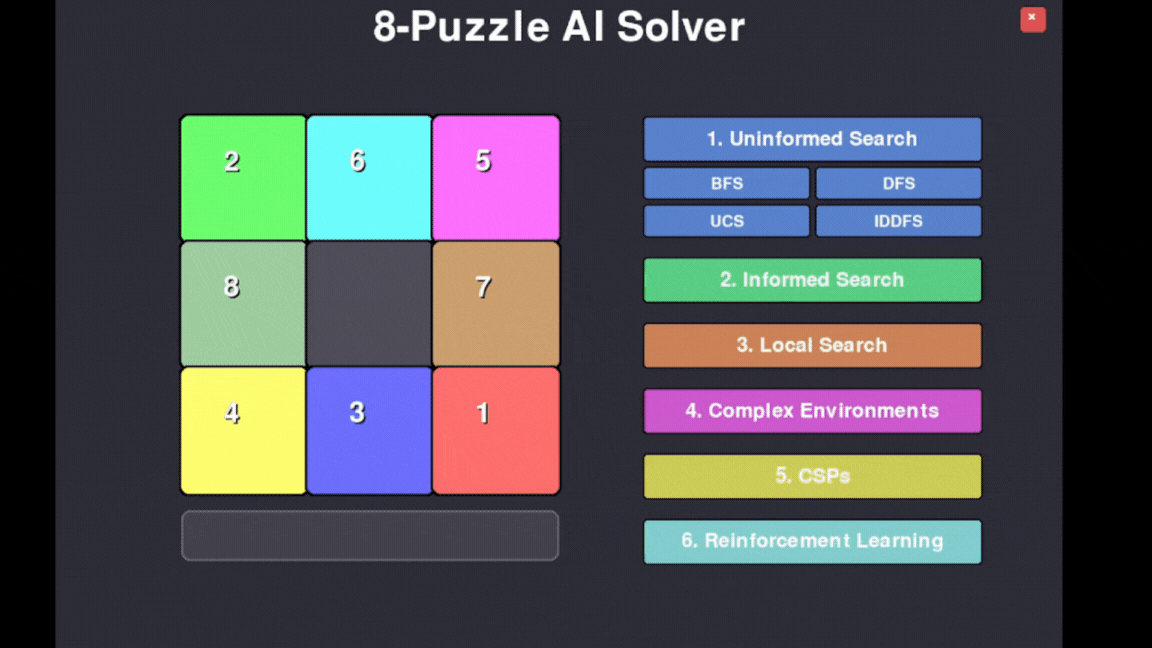 8-Puzzle AI Solver
×
2 6 5
8 7
4 3 1
1. Uninformed Search
BFS DFS
UCS IDDFS
2. Informed Search
3. Local Search
4. Complex Environments
5. CSPs
6. Reinforcement Learning